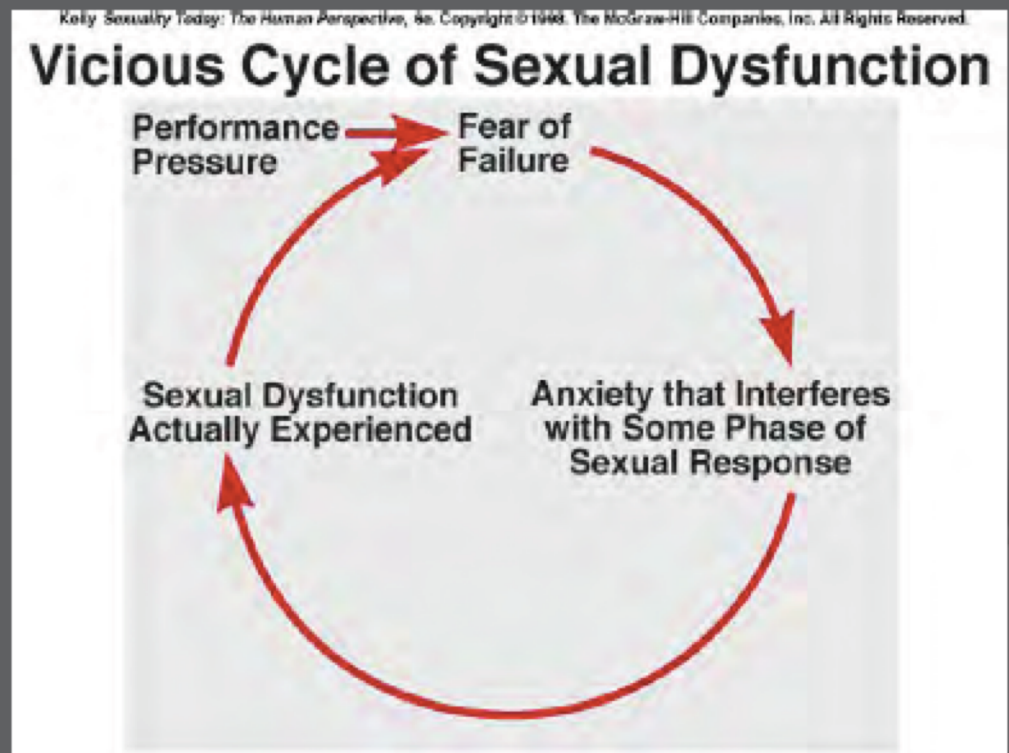 Kelly Sexuality Today: The Human Perspective, 6e. Copyright © 1998. The McGraw-Hill Companies, Inc. All Rights Reserved.
Vicious Cycle of Sexual Dysfunction
Performance
Pressure
Fear of
Failure
Sexual Dysfunction
Actually Experienced
Anxiety that Interferes
with Some Phase of
Sexual Response